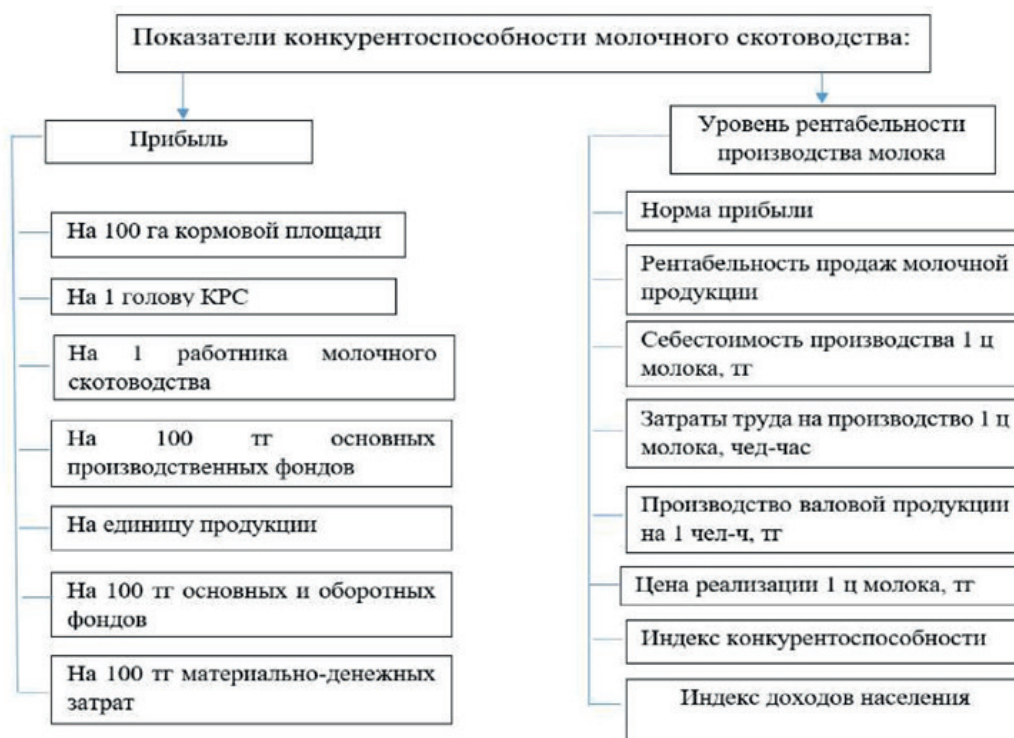 Показатели конкурентоспособности молочного скотоводства:
Прибыль
На 100 га кормовой площади
На 1 голову КРС
На 1 работника молочного
скотоводства
На 100 тг основных
производственных фондов
На единицу продукции
На 100 тг основных и оборотных
фондов
На 100 тг материально-денежных
затрат
Уровень рентабельности
производства молока
Норма прибыли
Рентабельность продаж молочной
продукции
Себестоимость производства 1 ц
молока, тг
Затраты труда на производство 1 ц
молока, чед-час
Производство валовой продукции
на 1 чел-ч, тг
Цена реализации 1 ц молока, тг
Индекс конкурентоспособности
Индекс доходов населения